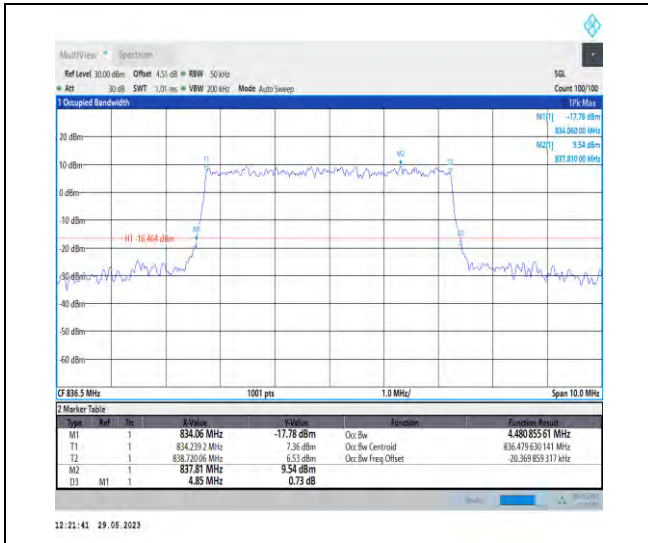 MultiView Spectrum
Ref Level 30.00 dBm Offset 4.51 dB RBW 50 kHz SGL
Att 30 dB SWT 1.01 ms VBW 200 kHz Mode Auto Sweep Count 100/100
1 Occupied Bandwidth 1Pk Max
M1[1] -17.78 dBm
834.060 00 MHz
M2[1] 9.54 dBm
837.810 00 MHz
20 dBm
10 dBm
0 dBm
-10 dBm
H1 -16.464 dBm
-20 dBm
-30 dBm
-40 dBm
-50 dBm
-60 dBm
T1
M2
T2
M1
D3
CF 836.5 MHz 1001 pts 1.0 MHz/ Span 10.0 MHz
2 Marker Table
Type Ref Trc X-Value Y-Value Function Function Result
M1 1 834.06 MHz -17.78 dBm Occ Bw 4.480 855 61 MHz
T1 1 834.239 2 MHz 7.36 dBm Occ Bw Centroid 836.479 630 141 MHz
T2 1 838.720 06 MHz 6.53 dBm Occ Bw Freq Offset -20.369 859 317 kHz
M2 1 837.81 MHz 9.54 dBm
D3 M1 1 4.85 MHz 0.73 dB
12:21:41 29.05.2023